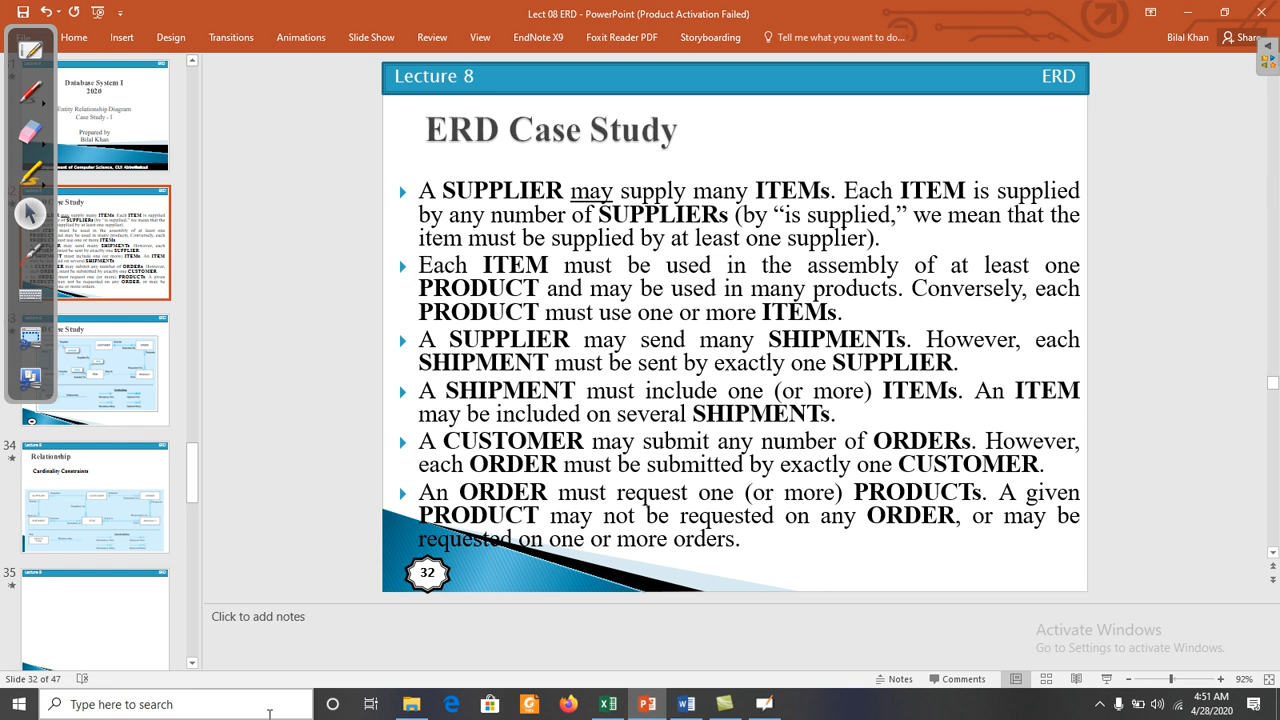 Lect 08 ERD - PowerPoint (Product Activation Failed)
File Home Insert Design Transitions Animations Slide Show Review View EndNote X9 Foxit Reader PDF Storyboarding Tell me what you want to do... Bilal Khan Share
Database System I
2020
Entity Relationship Diagram
Case Study - I
Prepared by
Bilal Khan
34
Relationship
Cardinality Constraints
35
Lecture 8 ERD
ERD Case Study
A SUPPLIER may supply many ITEMs. Each ITEM is supplied
by any number of SUPPLIERs (by “is supplied,” we mean that the
item must be supplied by at least one supplier).
Each ITEM must be used in the assembly of at least one
PRODUCT and may be used in many products. Conversely, each
PRODUCT must use one or more ITEMs.
A SUPPLIER may send many SHIPMENTs. However, each
SHIPMENT must be sent by exactly one SUPPLIER.
A SHIPMENT must include one (or more) ITEMs. An ITEM
may be included on several SHIPMENTs.
A CUSTOMER may submit any number of ORDERs. However,
each ORDER must be submitted by exactly one CUSTOMER.
An ORDER must request one (or more) PRODUCTs. A given
PRODUCT may not be requested on any ORDER, or may be
requested on one or more orders.
32
Click to add notes
Activate Windows
Go to Settings to activate Windows.
Slide 32 of 47 Notes Comments 92%
Type here to search
4:51 AM
4/28/2020